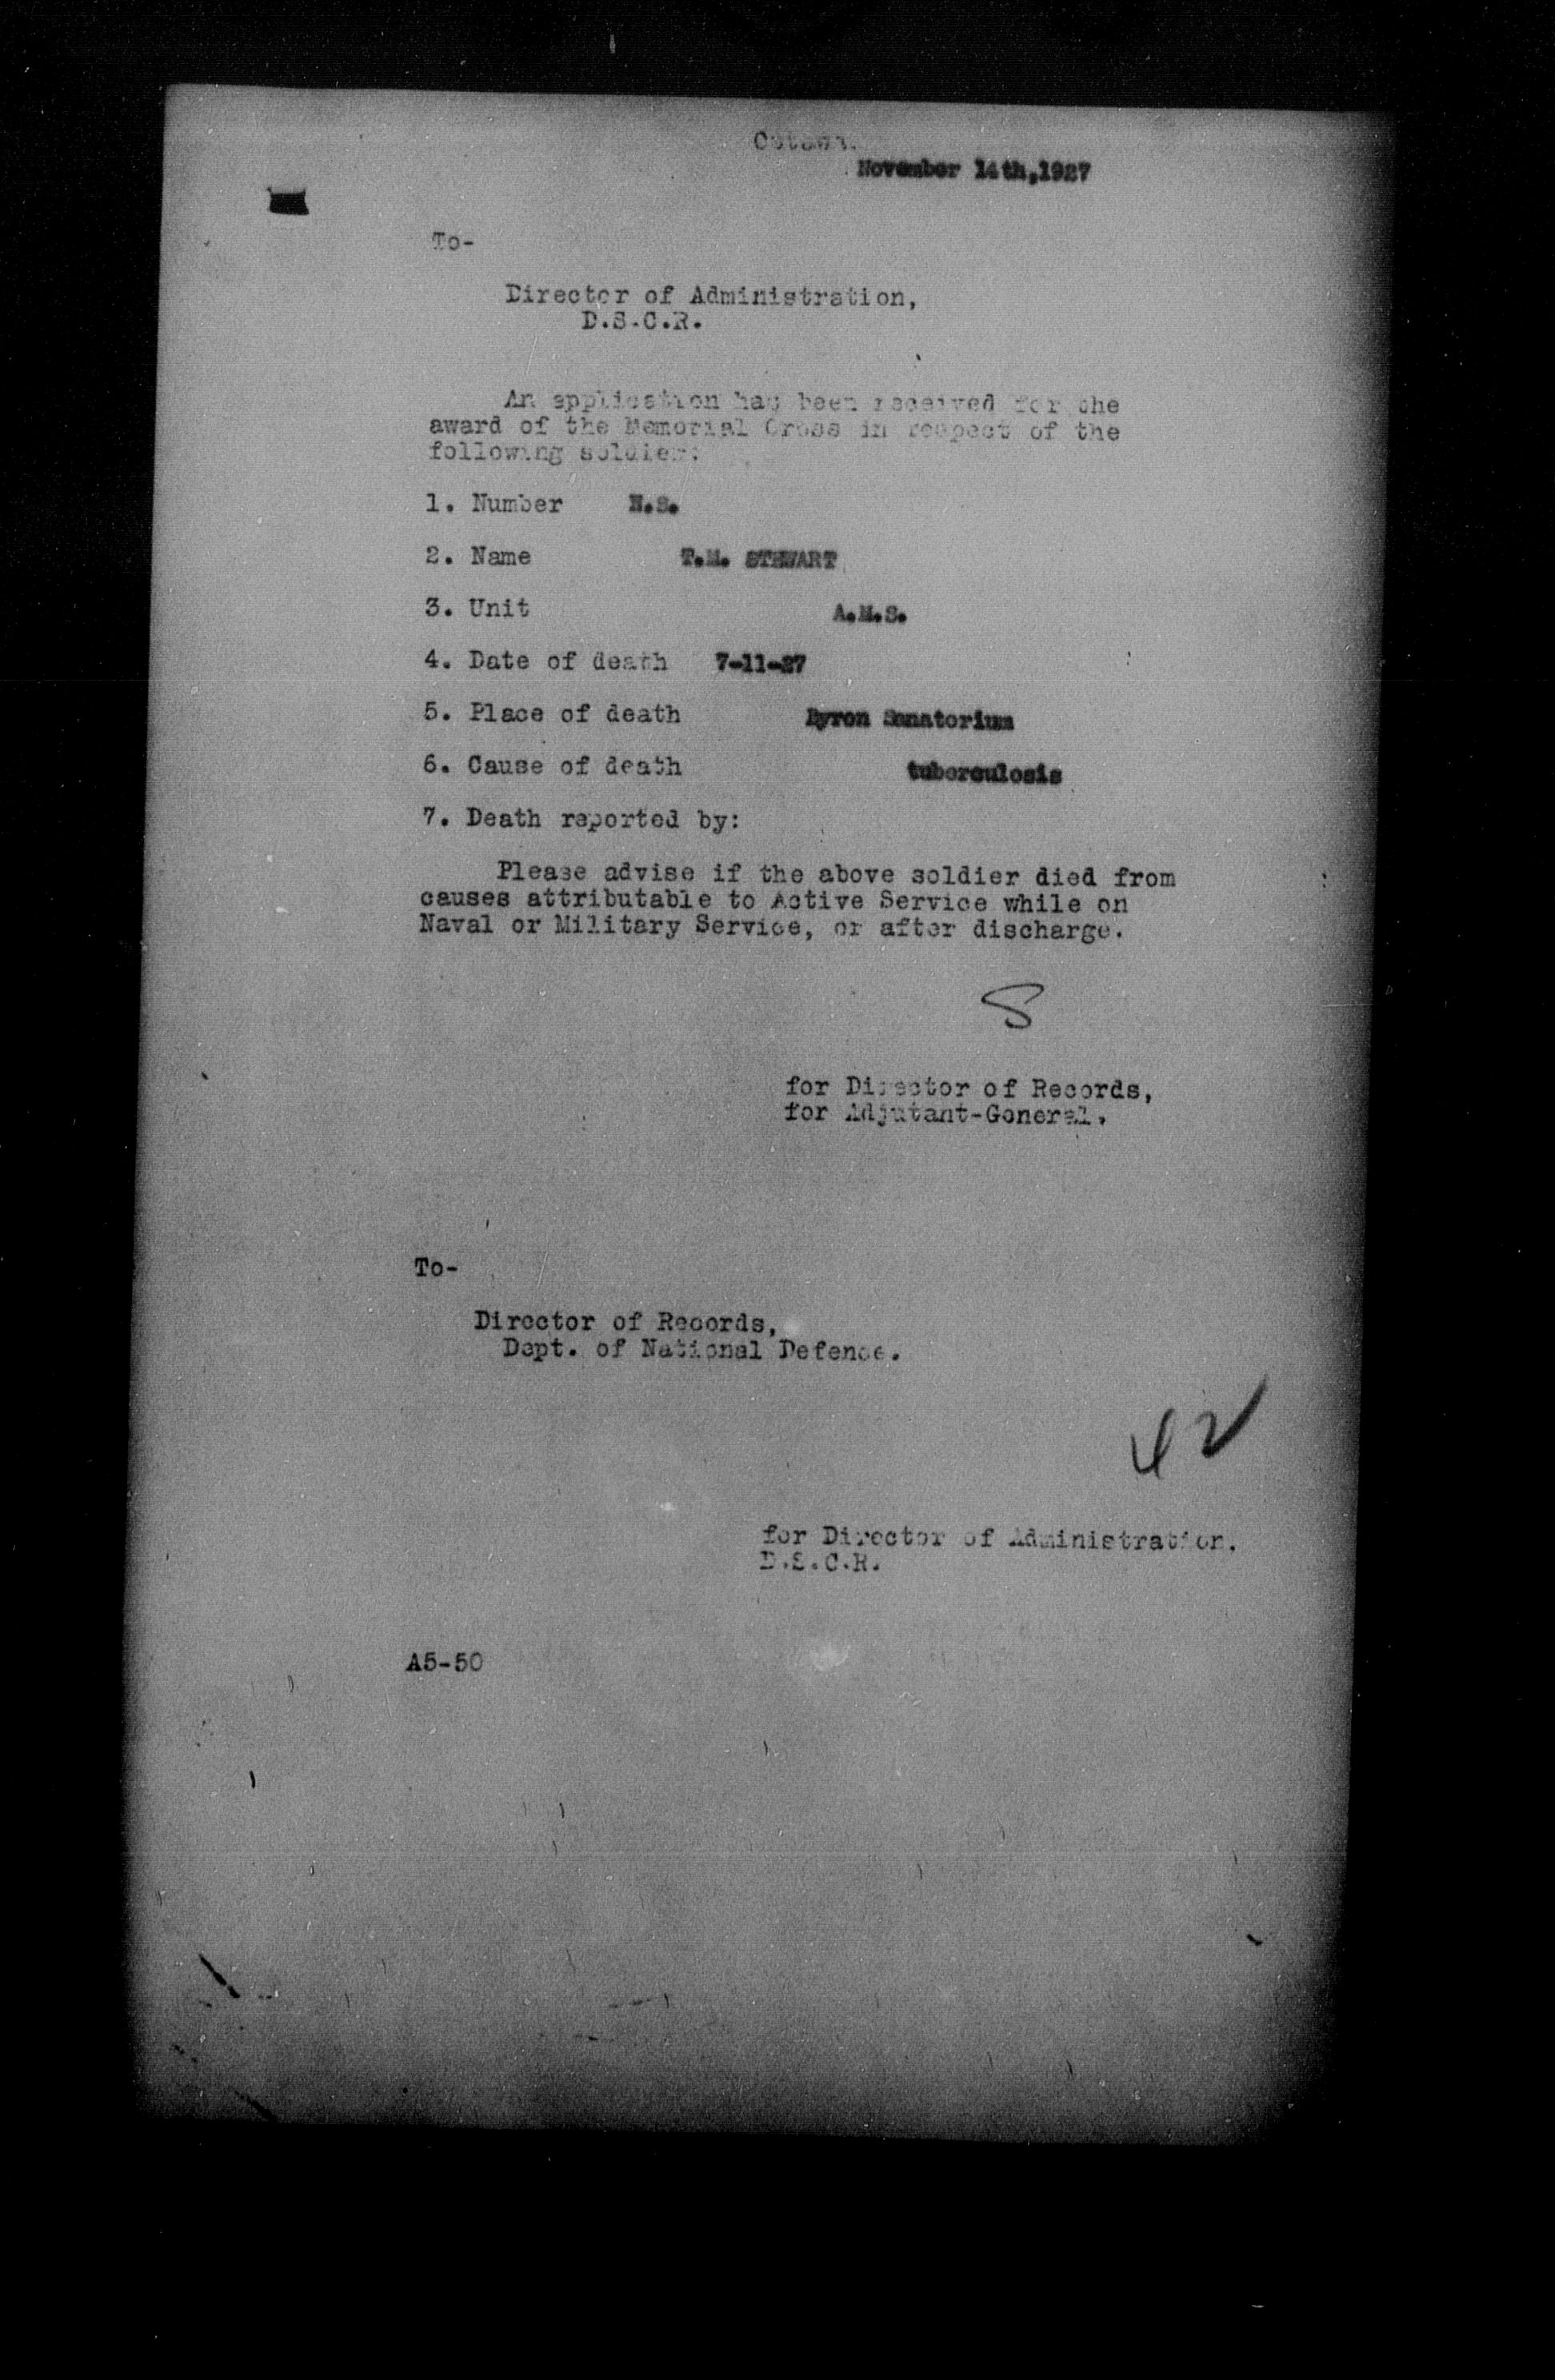 Ottawa.
November 14th,1927
To-
Director of Administration,
D.S.C.R.
An application has been received for the
award of the Memorial Cross in respect of the
following soldier:
1. Number N.S.
2. Name T.M. STEWART
3. Unit A.M.S.
4. Date of death 7-11-27
5. Place of death Byron Sanatorium
6. Cause of death tuberculosis
7. Death reported by:
Please advise if the above soldier died from
causes attributable to Active Service while on
Naval or Military Service, or after discharge.
S
for Director of Records,
for Adjutant-General.
To-
Director of Records,
Dept. of National Defence.
42
for Director of Administration.
D.S.C.R.
A5-50